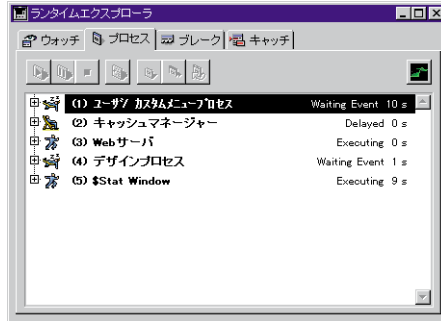 ランタイムエクスプローラ
ウォッチ プロセス ブレーク キャッチ
(1) ユーザ/カスタムメニュープロセス Waiting Event 10 s
(2) キャッシュマネージャー Delayed 0 s
(3) Webサーバ Executing 0 s
(4) デザインプロセス Waiting Event 1 s
(5) $Stat Window Executing 9 s